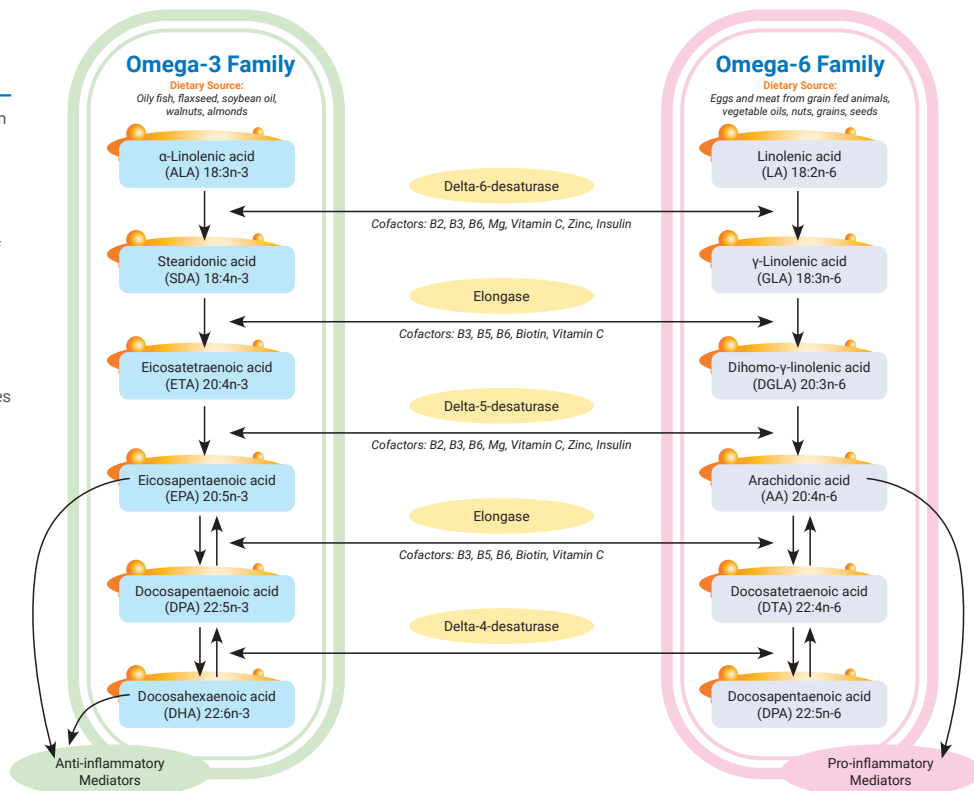 Omega-3 Family
Dietary Source:
Oily fish, flaxseed, soybean oil,
walnuts, almonds
α-Linolenic acid
(ALA) 18:3n-3
Stearidonic acid
(SDA) 18:4n-3
Eicosatetraenoic acid
(ETA) 20:4n-3
Eicosapentaenoic acid
(EPA) 20:5n-3
Docosapentaenoic acid
(DPA) 22:5n-3
Docosahexaenoic acid
(DHA) 22:6n-3
Anti-inflammatory
Mediators
Delta-6-desaturase
Cofactors: B2, B3, B6, Mg, Vitamin C, Zinc, Insulin
Elongase
Cofactors: B3, B5, B6, Biotin, Vitamin C
Delta-5-desaturase
Cofactors: B2, B3, B6, Mg, Vitamin C, Zinc, Insulin
Elongase
Cofactors: B3, B5, B6, Biotin, Vitamin C
Delta-4-desaturase
Omega-6 Family
Dietary Source:
Eggs and meat from grain fed animals,
vegetable oils, nuts, grains, seeds
Linolenic acid
(LA) 18:2n-6
γ-Linolenic acid
(GLA) 18:3n-6
Dihomo-γ-linolenic acid
(DGLA) 20:3n-6
Arachidonic acid
(AA) 20:4n-6
Docosatetraenoic acid
(DTA) 22:4n-6
Docosapentaenoic acid
(DPA) 22:5n-6
Pro-inflammatory
Mediators